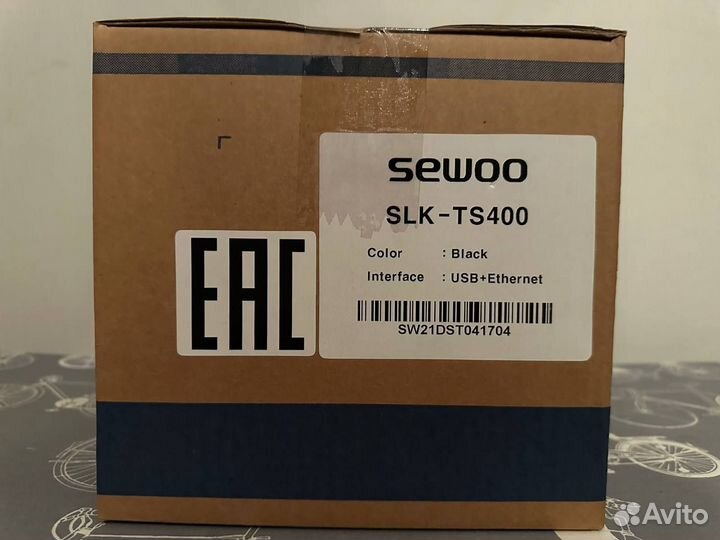 sewoo
SLK-TS400
Color : Black
Interface : USB+Ethernet
SW21DST041704
EAC
Avito